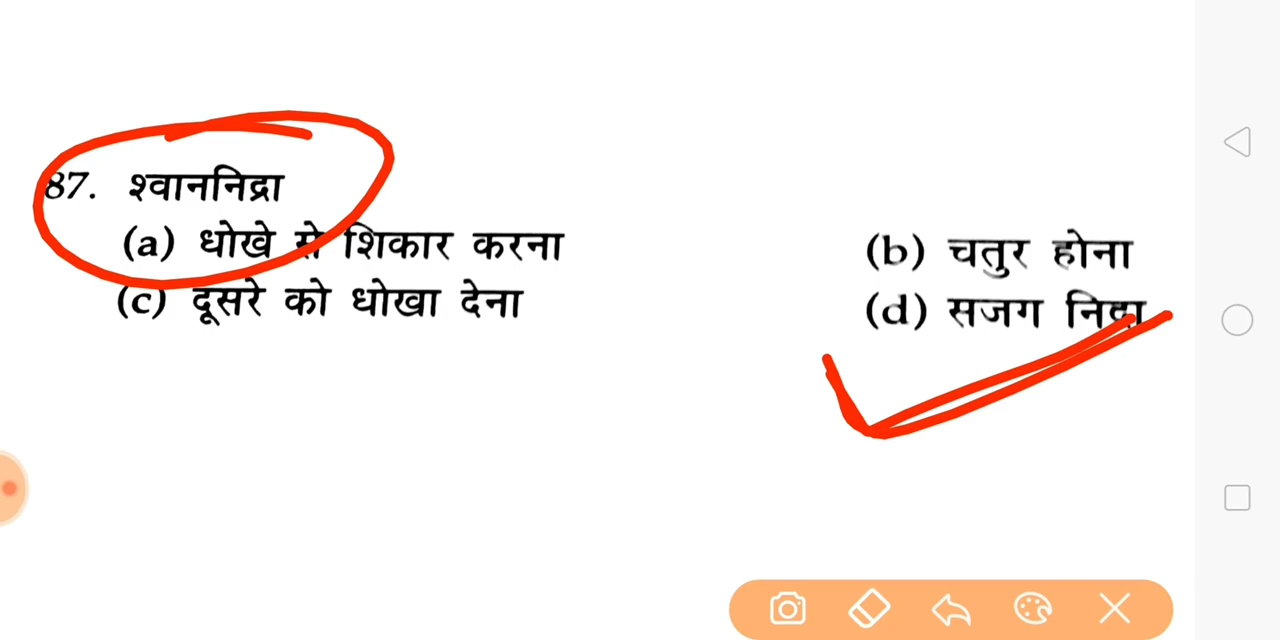 87. श्वाननिद्रा
(a) धोखे से शिकार करना
(b) चतुर होना
(c) दूसरे को धोखा देना
(d) सजग निद्रा